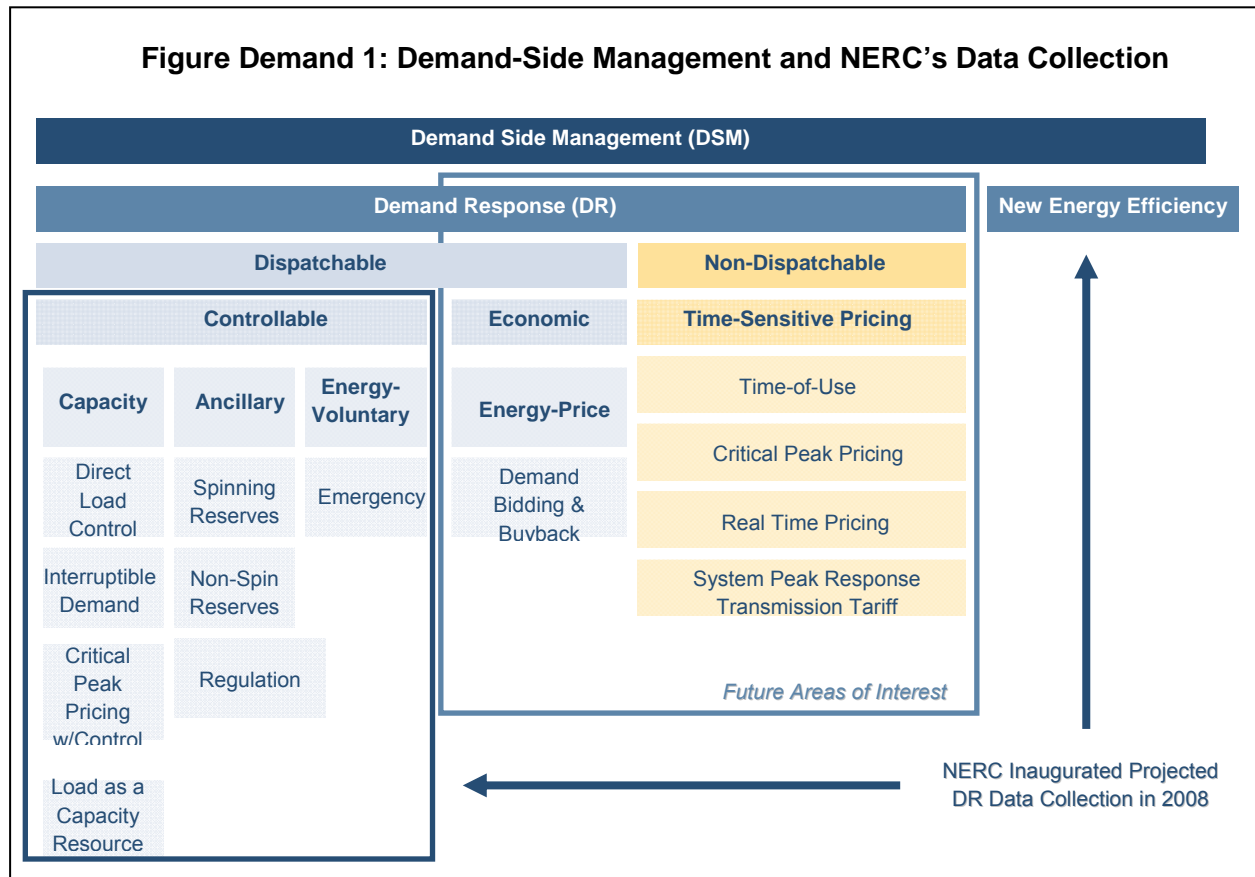 Figure Demand 1: Demand-Side Management and NERC's Data Collection
Demand Side Management (DSM)
Demand Response (DR)
New Energy Efficiency
Dispatchable
Non-Dispatchable
Controllable
Economic
Time-Sensitive Pricing
Capacity
Ancillary
Energy-
Voluntary
Energy-Price
Time-of-Use
Critical Peak Pricing
Direct
Load
Control
Spinning
Reserves
Emergency
Demand
Bidding &
Buyback
Real Time Pricing
Interruptible
Demand
Non-Spin
Reserves
System Peak Response
Transmission Tariff
Critical
Peak
Pricing
w/Control
Regulation
Future Areas of Interest
Load as a
Capacity
Resource
NERC Inaugurated Projected
DR Data Collection in 2008